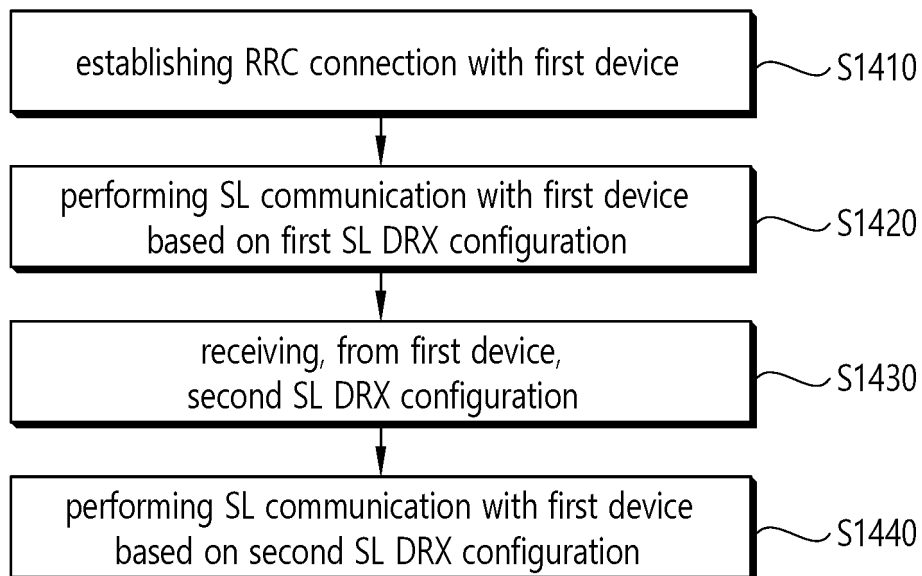 establishing RRC connection with first device
S1410
performing SL communication with first device
based on first SL DRX configuration
S1420
receiving, from first device,
second SL DRX configuration
S1430
performing SL communication with first device
based on second SL DRX configuration
S1440